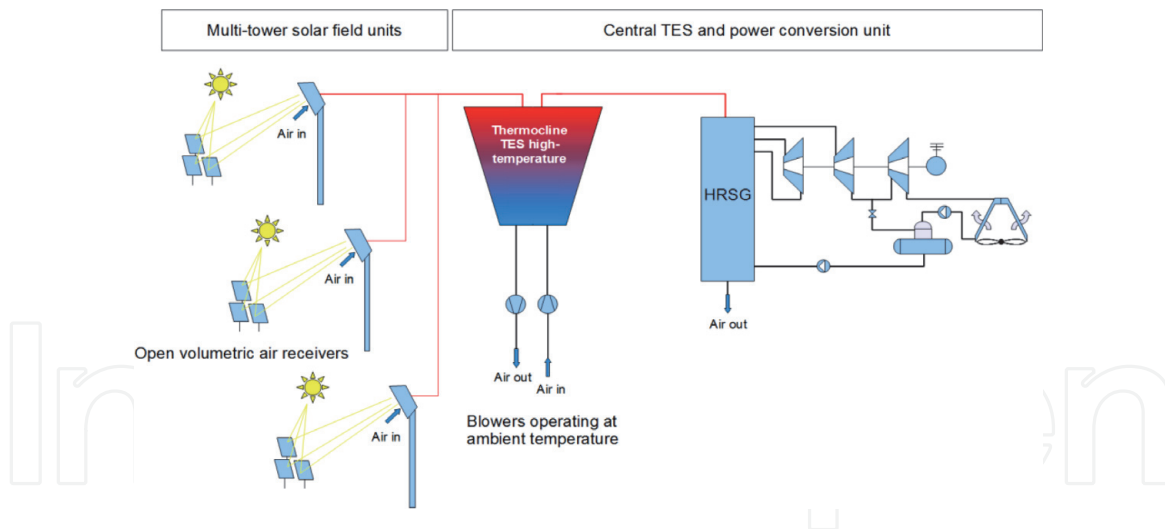 Multi-tower solar field units
Central TES and power conversion unit
Air in
Thermocline
TES high-
temperature
HRSG
Air in
Open volumetric air receivers
Air out
Air out
Air in
Air in
Blowers operating at
ambient temperature